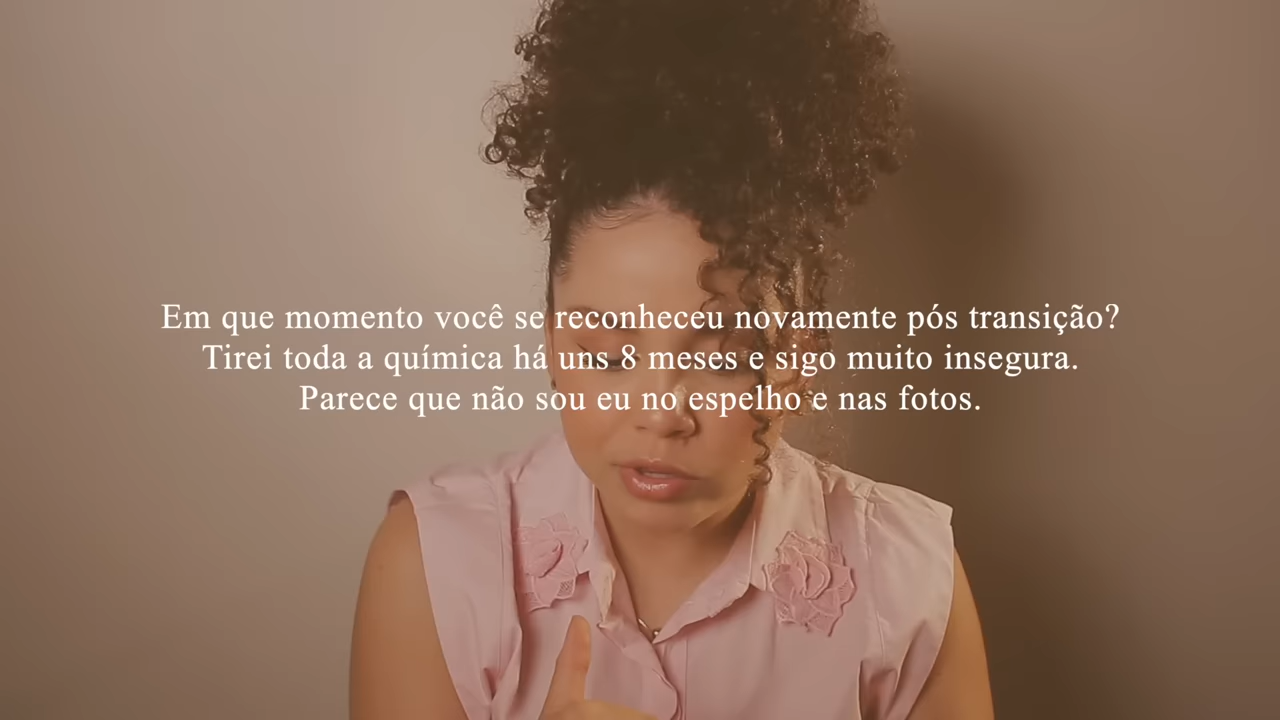 Em que momento você se reconheceu novamente pós transição?
Tirei toda a química há uns 8 meses e sigo muito insegura.
Parece que não sou eu no espelho e nas fotos.